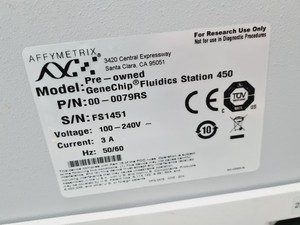 AFFYMETRIX
3420 Central Expressway
Santa Clara, CA 95051
For Research Use Only
Not for use in Diagnostic Procedures
Pre-owned
Model: GeneChip® Fluidics Station 450
P/N: 00-0079RS
S/N: FS1451
Voltage: 100-240V~
Current: 3 A
Hz: 50/60
10
TÜV